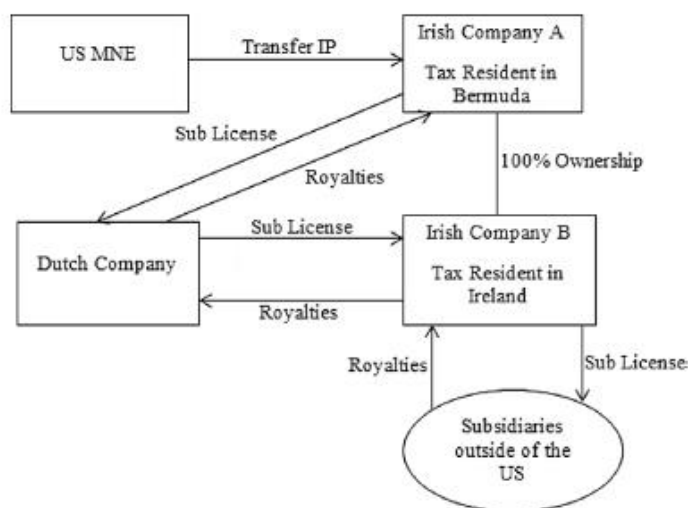 US MNE
Transfer IP
Irish Company A
Tax Resident in
Bermuda
Sub License
Royalties
100% Ownership
Dutch Company
Sub License
Royalties
Irish Company B
Tax Resident in
Ireland
Royalties
Sub License
Subsidiaries
outside of the
US